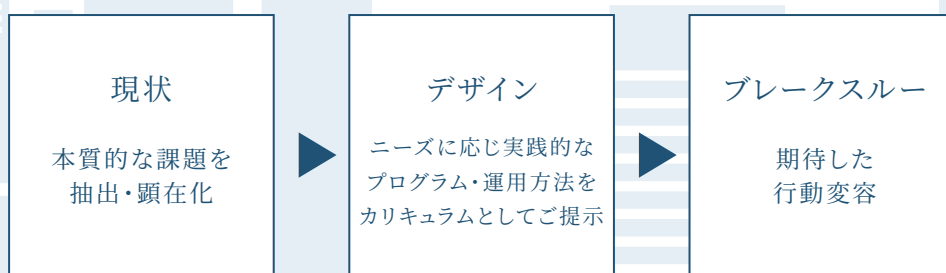 現状
本質的な課題を
抽出・顕在化
デザイン
ニーズに応じ実践的な
プログラム・運用方法を
カリキュラムとしてご提示
ブレークスルー
期待した
行動変容